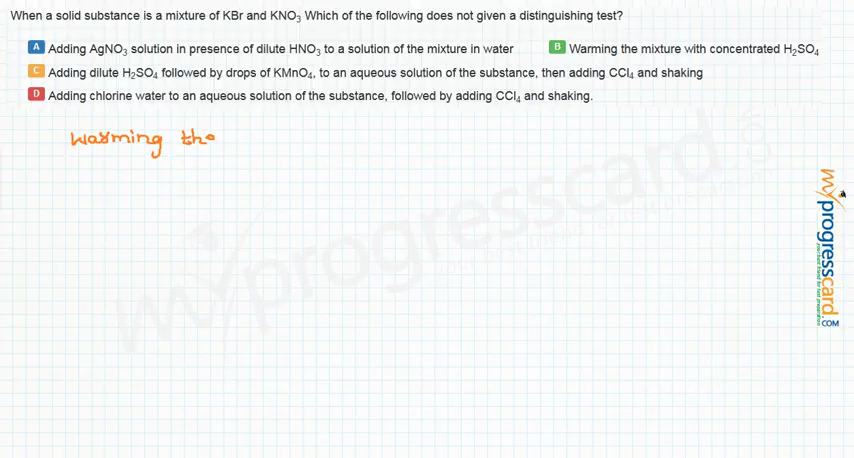 When a solid substance is a mixture of KBr and KNO₃ Which of the following does not given a distinguishing test?
A Adding AgNO₃ solution in presence of dilute HNO₃ to a solution of the mixture in water B Warming the mixture with concentrated H₂SO₄
C Adding dilute H₂SO₄ followed by drops of KMnO₄, to an aqueous solution of the substance, then adding CCl₄ and shaking
D Adding chlorine water to an aqueous solution of the substance, followed by adding CCl₄ and shaking.
Warming the
myprogresscard
myprogresscard
.COM